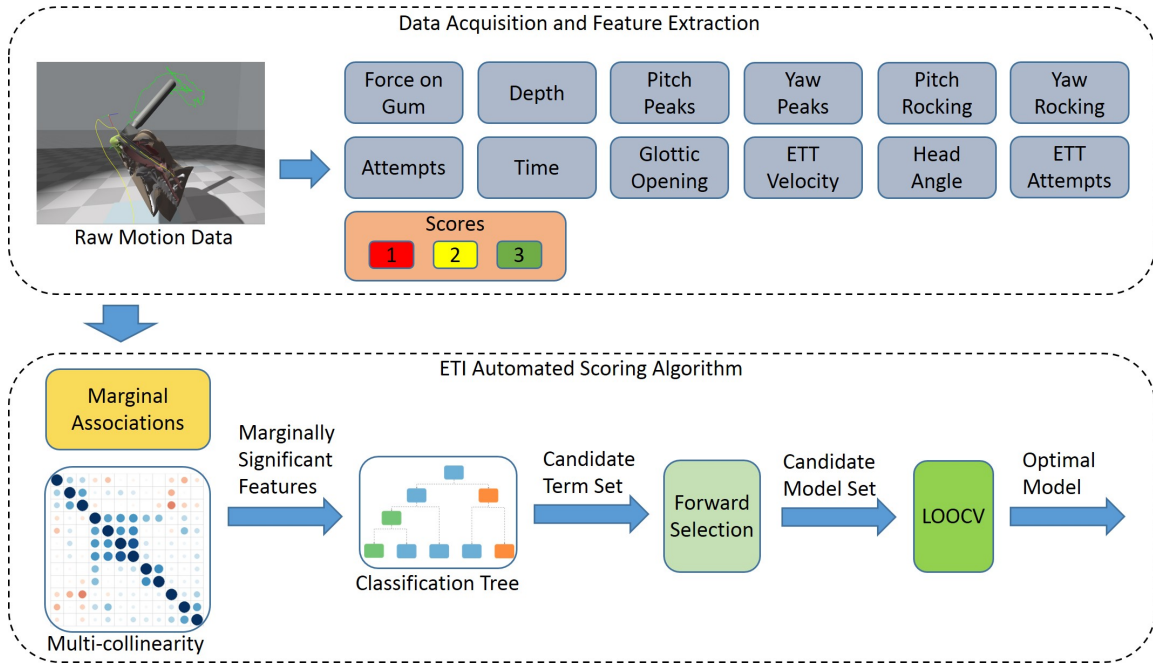 Data Acquisition and Feature Extraction
Force on
Gum
Depth
Pitch
Peaks
Yaw
Peaks
Pitch
Rocking
Yaw
Rocking
Attempts
Time
Glottic
Opening
ETT
Velocity
Head
Angle
ETT
Attempts
Scores
1 2 3
Raw Motion Data
ETI Automated Scoring Algorithm
Marginal
Associations
Multi-collinearity
Marginally
Significant
Features
Classification Tree
Candidate
Term Set
Forward
Selection
Candidate
Model Set
LOOCV
Optimal
Model